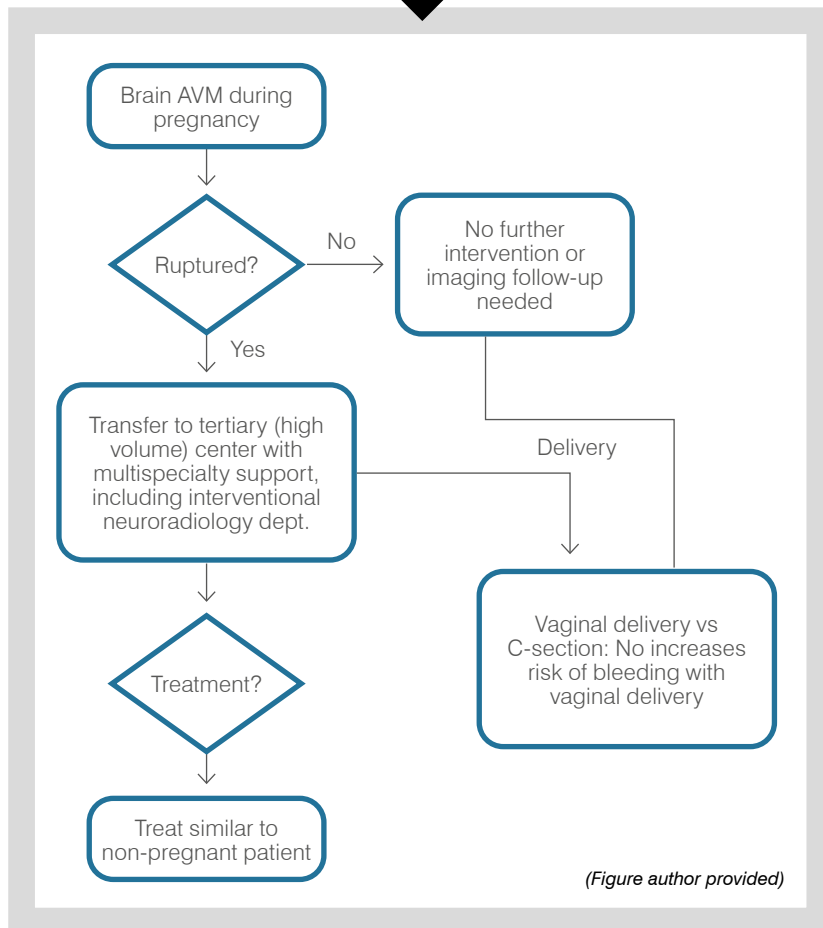 Brain AVM during
pregnancy
Ruptured?
No
No further
intervention or
imaging follow-up
needed
Yes
Transfer to tertiary (high
volume) center with
multispecialty support,
including interventional
neuroradiology dept.
Delivery
Vaginal delivery vs
C-section: No increases
risk of bleeding with
vaginal delivery
Treatment?
Treat similar to
non-pregnant patient
(Figure author provided)